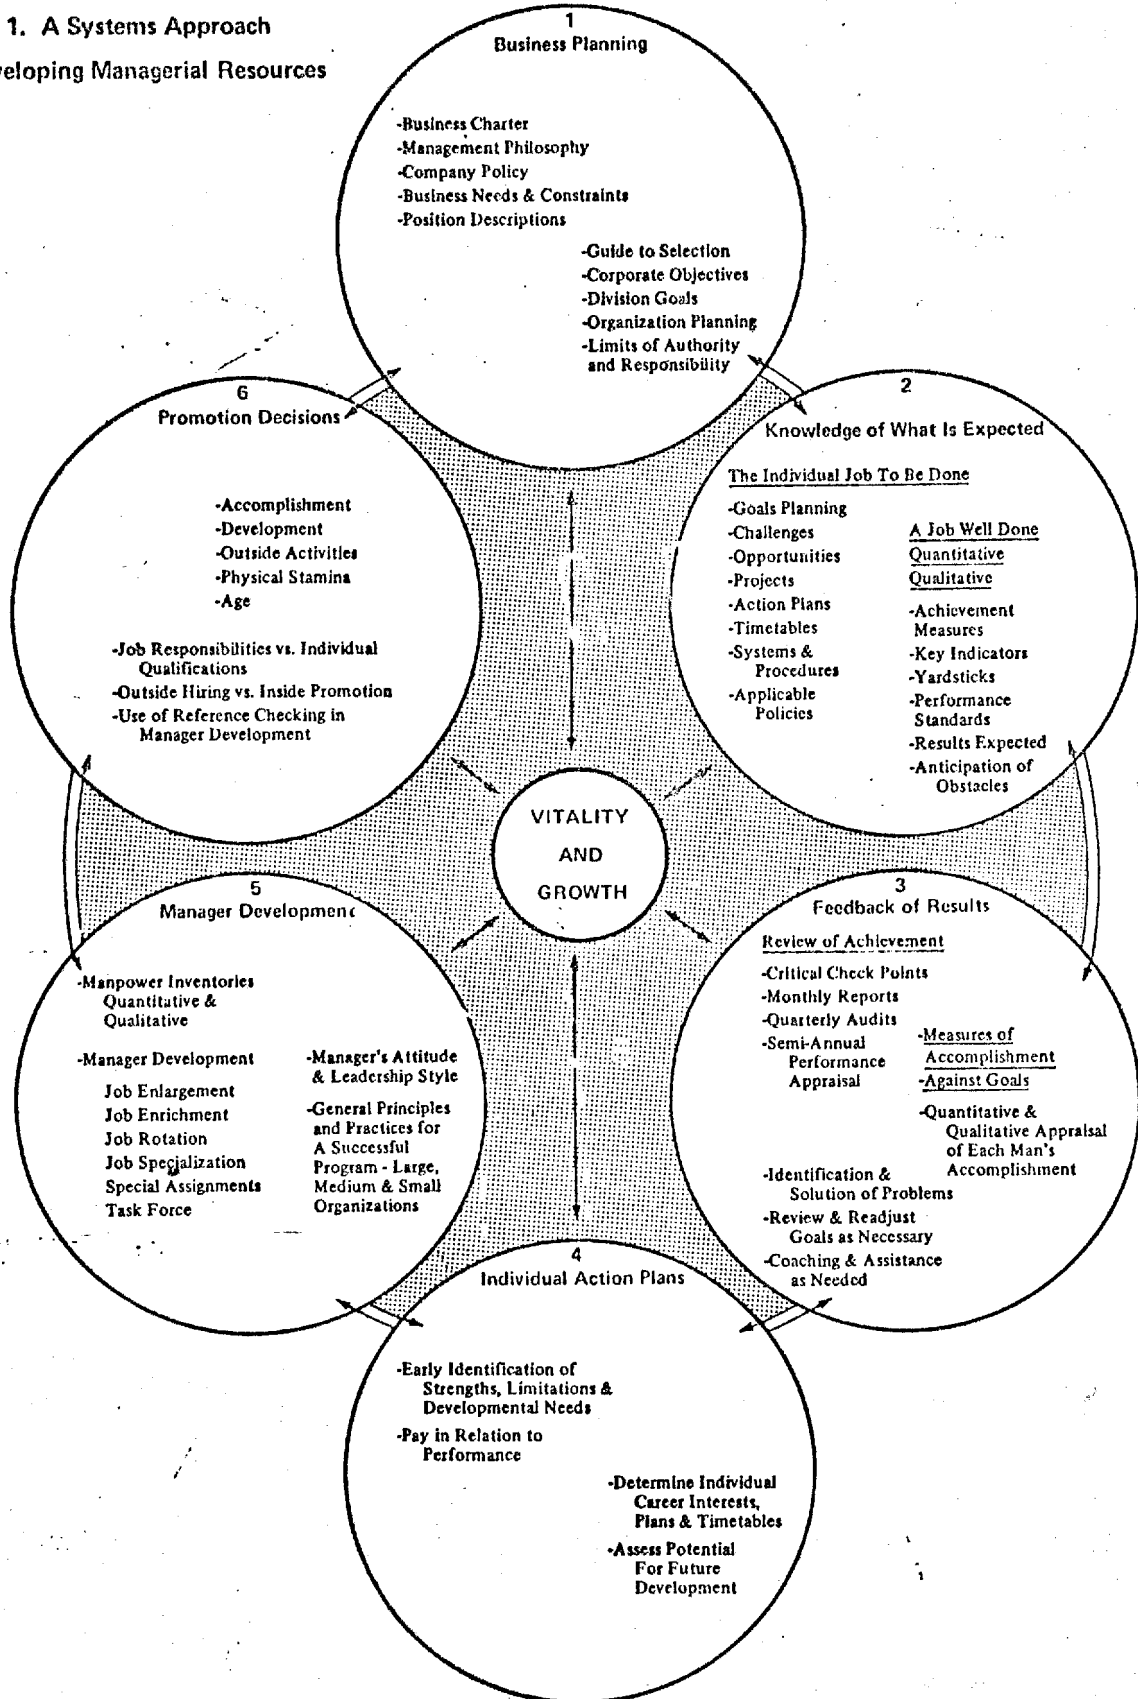 1. A Systems Approach
veloping Managerial Resources
1
Business Planning
-Business Charter
-Management Philosophy
-Company Policy
-Business Needs & Constraints
-Position Descriptions
-Guide to Selection
-Corporate Objectives
-Division Goals
-Organization Planning
-Limits of Authority
and Responsibility
2
Knowledge of What Is Expected
The Individual Job To Be Done
-Goals Planning
-Challenges
-Opportunities
-Projects
-Action Plans
-Timetables
-Systems &
Procedures
-Applicable
Policies
A Job Well Done
Quantitative
Qualitative
-Achievement
Measures
-Key Indicators
-Yardsticks
-Performance
Standards
-Results Expected
-Anticipation of
Obstacles
3
Feedback of Results
Review of Achievement
-Critical Check Points
-Monthly Reports
-Quarterly Audits
-Semi-Annual
Performance
Appraisal
-Measures of
Accomplishment
-Against Goals
-Quantitative &
Qualitative Appraisal
of Each Man's
Accomplishment
-Identification &
Solution of Problems
-Review & Readjust
Goals as Necessary
-Coaching & Assistance
as Needed
4
Individual Action Plans
-Early Identification of
Strengths, Limitations &
Developmental Needs
-Pay in Relation to
Performance
-Determine Individual
Career Interests,
Plans & Timetables
-Assess Potential
For Future
Development
5
Manager Development
-Manpower Inventories
Quantitative &
Qualitative
-Manager Development
Job Enlargement
Job Enrichment
Job Rotation
Job Specialization
Special Assignments
Task Force
-Manager's Attitude
& Leadership Style
-General Principles
and Practices for
A Successful
Program - Large,
Medium & Small
Organizations
6
Promotion Decisions
-Accomplishment
-Development
-Outside Activities
-Physical Stamina
-Age
-Job Responsibilities vs. Individual
Qualifications
-Outside Hiring vs. Inside Promotion
-Use of Reference Checking in
Manager Development
VITALITY
AND
GROWTH